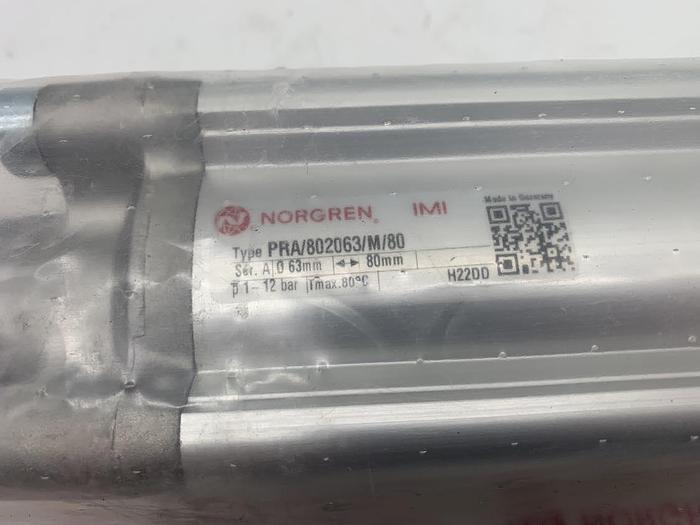 Made in Germany
NORGREN® IMI
Type PRA/802063/M/80
Ser. A Ø 63mm ◂▸ 80mm
p 1-12 bar Tmax.80°C H22DD